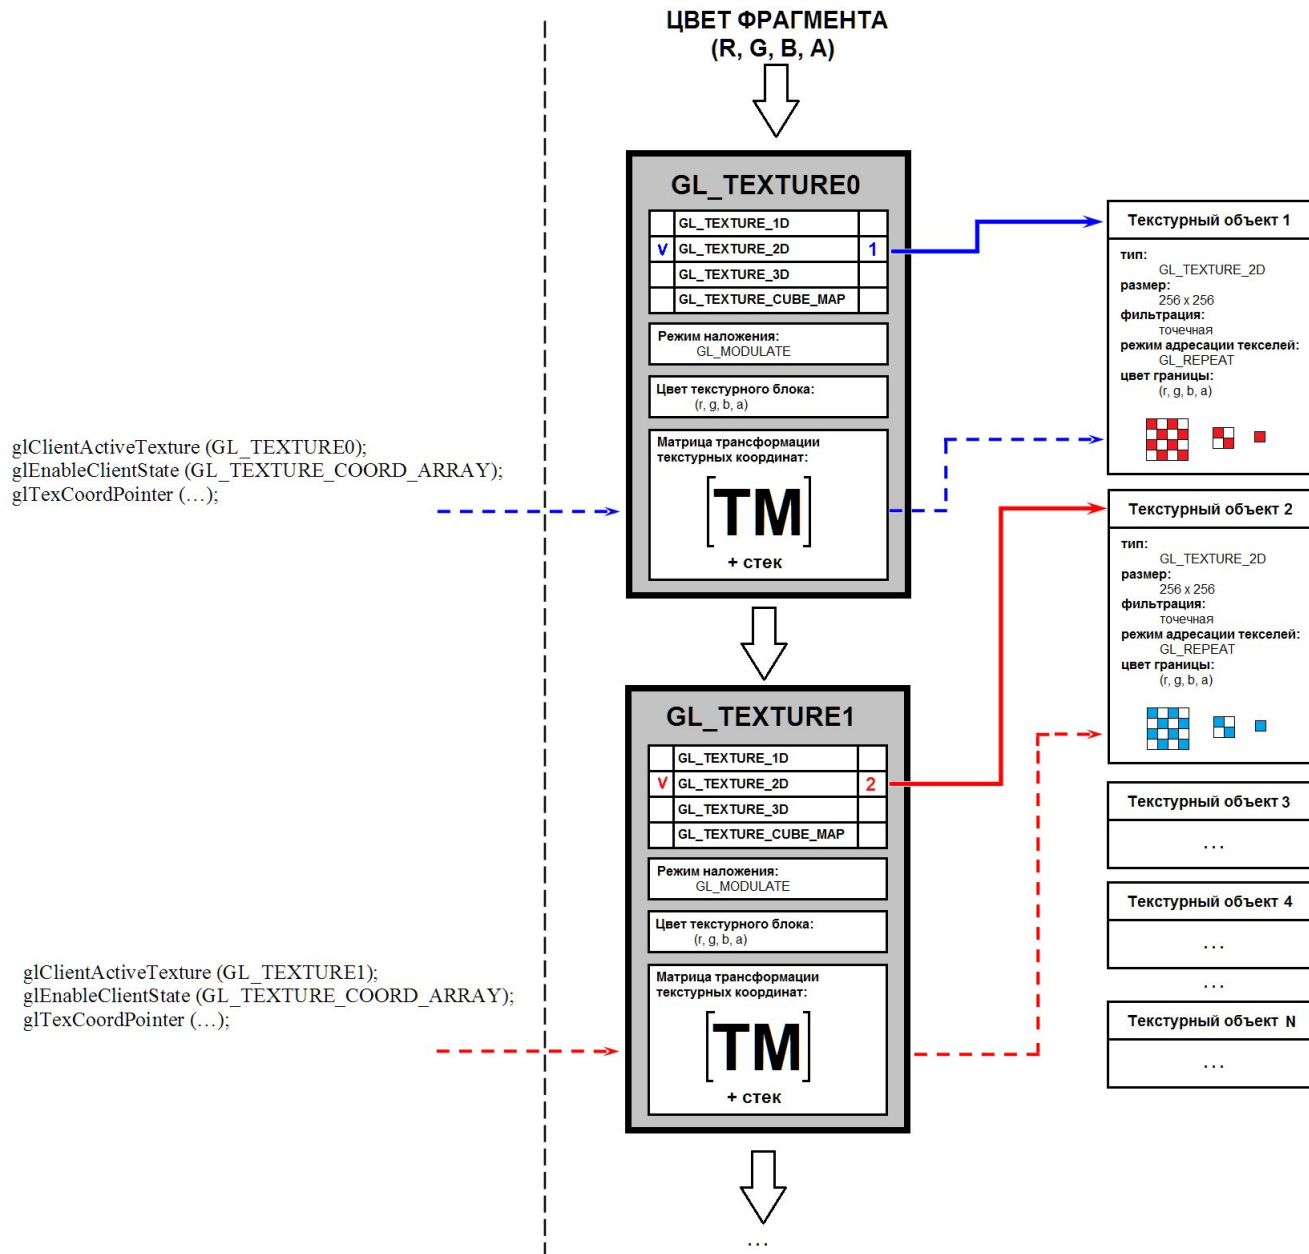 ЦВЕТ ФРАГМЕНТА
(R, G, B, A)
GL_TEXTURE0
GL_TEXTURE_1D
V GL_TEXTURE_2D 1
GL_TEXTURE_3D
GL_TEXTURE_CUBE_MAP
Режим наложения:
GL_MODULATE
Цвет текстурного блока:
(r, g, b, a)
Матрица трансформации
текстурных координат:
[TM]
+ стек
glClientActiveTexture (GL_TEXTURE0);
glEnableClientState (GL_TEXTURE_COORD_ARRAY);
glTexCoordPointer (…);
Текстурный объект 1
тип:
GL_TEXTURE_2D
размер:
256 x 256
фильтрация:
точечная
режим адресации текселей:
GL_REPEAT
цвет границы:
(r, g, b, a)
Текстурный объект 2
тип:
GL_TEXTURE_2D
размер:
256 x 256
фильтрация:
точечная
режим адресации текселей:
GL_REPEAT
цвет границы:
(r, g, b, a)
GL_TEXTURE1
GL_TEXTURE_1D
V GL_TEXTURE_2D 2
GL_TEXTURE_3D
GL_TEXTURE_CUBE_MAP
Режим наложения:
GL_MODULATE
Цвет текстурного блока:
(r, g, b, a)
Матрица трансформации
текстурных координат:
[TM]
+ стек
...
glClientActiveTexture (GL_TEXTURE1);
glEnableClientState (GL_TEXTURE_COORD_ARRAY);
glTexCoordPointer (…);
Текстурный объект 3
...
Текстурный объект 4
...
...
Текстурный объект N
...